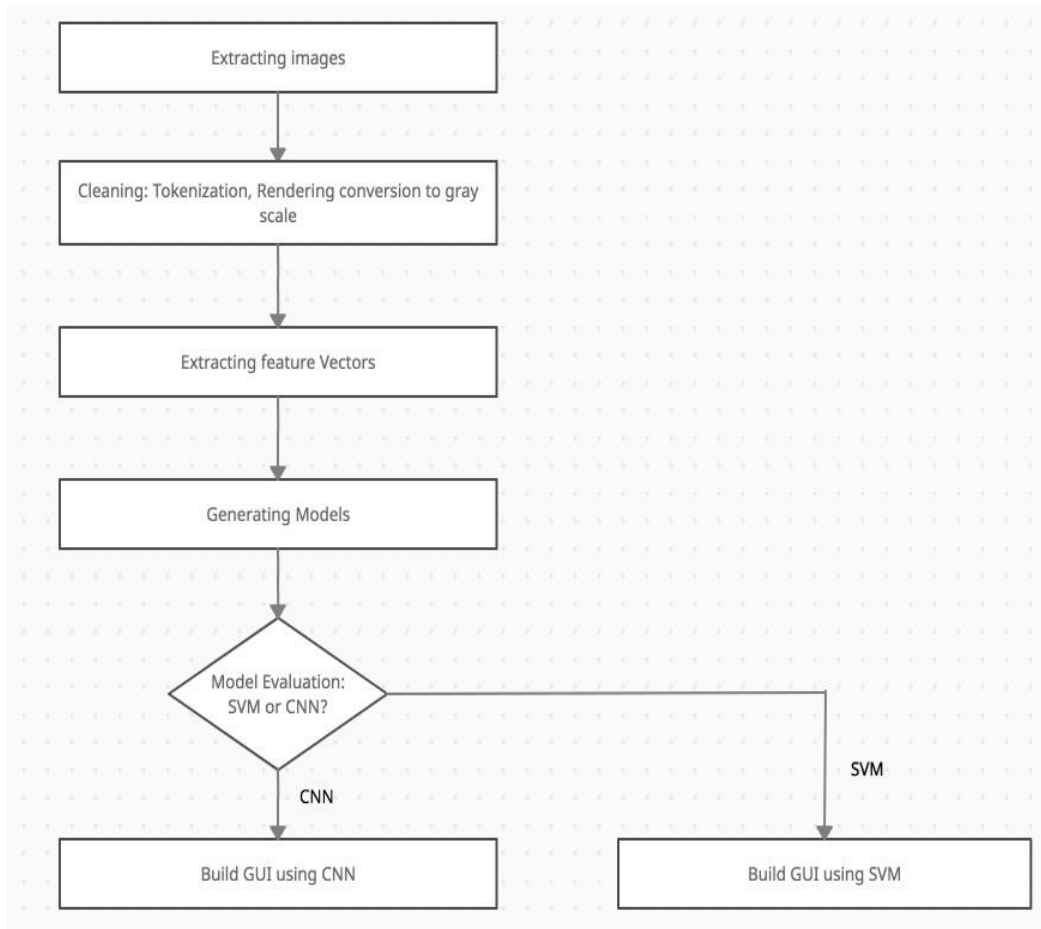 Extracting images
Cleaning: Tokenization, Rendering conversion to gray
scale
Extracting feature Vectors
Generating Models
Model Evaluation:
SVM or CNN?
SVM
CNN
Build GUI using CNN
Build GUI using SVM